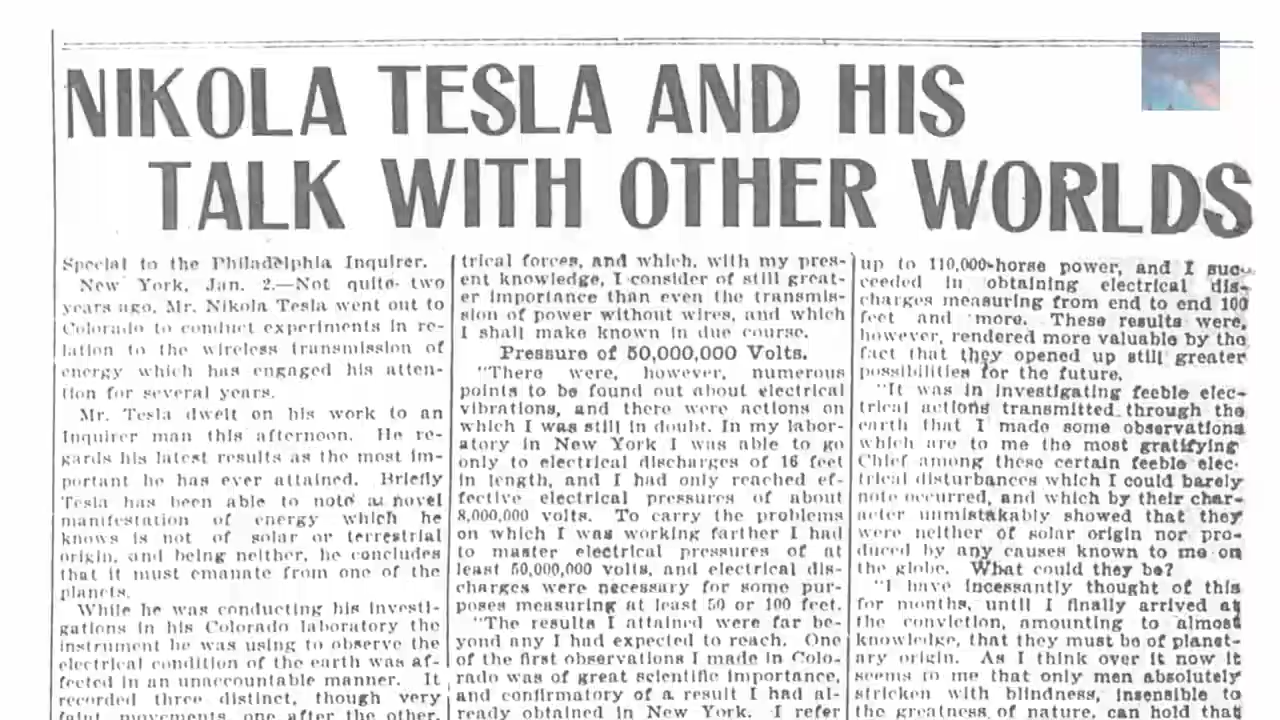 NIKOLA TESLA AND HIS
TALK WITH OTHER WORLDS
Special to the Philadelphia Inquirer.
New York, Jan. 2.—Not quite two
years ago, Mr. Nikola Tesla went out to
Colorado to conduct experiments in re-
lation to the wireless transmission of
energy which has engaged his atten-
tion for several years.
Mr. Tesla dwelt on his work to an
Inquirer man this afternoon. He re-
gards his latest results as the most im-
portant he has ever attained. Briefly
Tesla has been able to note a novel
manifestation of energy which he
knows is not of solar or terrestrial
origin, and being neither, he concludes
that it must emanate from one of the
planets.
While he was conducting his investi-
gations in his Colorado laboratory the
instrument he was using to observe the
electrical condition of the earth was af-
fected in an unaccountable manner. It
recorded three distinct, though very
faint movements, one after the other,
trical forces, and which, with my pres-
ent knowledge, I consider of still great-
er importance than even the transmis-
sion of power without wires, and which
I shall make known in due course.
Pressure of 50,000,000 Volts.
"There were, however, numerous
points to be found out about electrical
vibrations, and there were actions on
which I was still in doubt. In my labor-
atory in New York I was able to go
only to electrical discharges of 16 feet
in length, and I had only reached ef-
fective electrical pressures of about
8,000,000 volts. To carry the problems
on which I was working farther I had
to master electrical pressures of at
least 50,000,000 volts, and electrical dis-
charges were necessary for some pur-
poses measuring at least 50 or 100 feet.
"The results I attained were far be-
yond any I had expected to reach. One
of the first observations I made in Colo-
rado was of great scientific importance,
and confirmatory of a result I had al-
ready obtained in New York. I refer
up to 110,000-horse power, and I suc-
ceeded in obtaining electrical dis-
charges measuring from end to end 100
feet and more. These results were,
however, rendered more valuable by the
fact that they opened up still greater
possibilities for the future.
"It was in investigating feeble elec-
trical actions transmitted through the
earth that I made some observations
which are to me the most gratifying
Chief among these certain feeble elec-
trical disturbances which I could barely
note occurred, and which by their char-
acter unmistakably showed that they
were neither of solar origin nor pro-
duced by any causes known to me on
the globe. What could they be?
"I have incessantly thought of this
for months, until I finally arrived at
the conviction, amounting to almost
knowledge, that they must be of planet-
ary origin. As I think over it now it
seems to me that only men absolutely
stricken with blindness, insensible to
the greatness of nature, can hold that